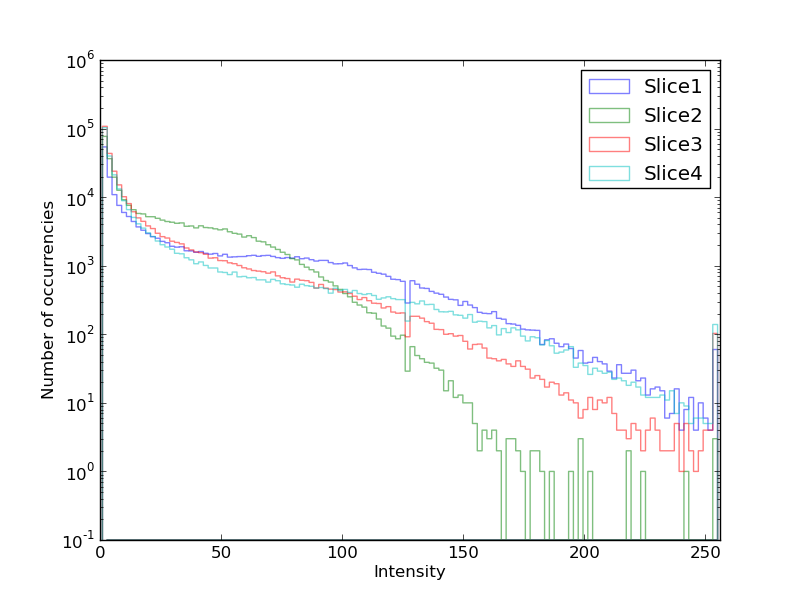 10^6
10^5
10^4
10^3
10^2
10^1
10^0
10^-1
Number of occurrencies
Slice1
Slice2
Slice3
Slice4
0 50 100 150 200 250
Intensity